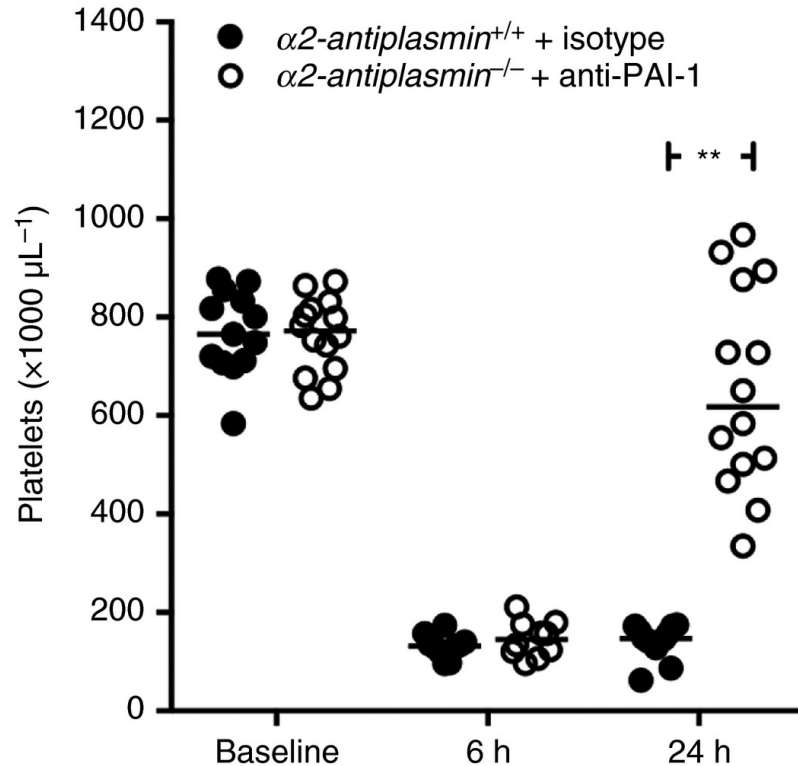 1400
1200
1000
800
600
400
200
0
Platelets (×1000 μL⁻¹)
α2-antiplasmin⁺/⁺ + isotype
α2-antiplasmin⁻/⁻ + anti-PAI-1
**
Baseline 6 h 24 h